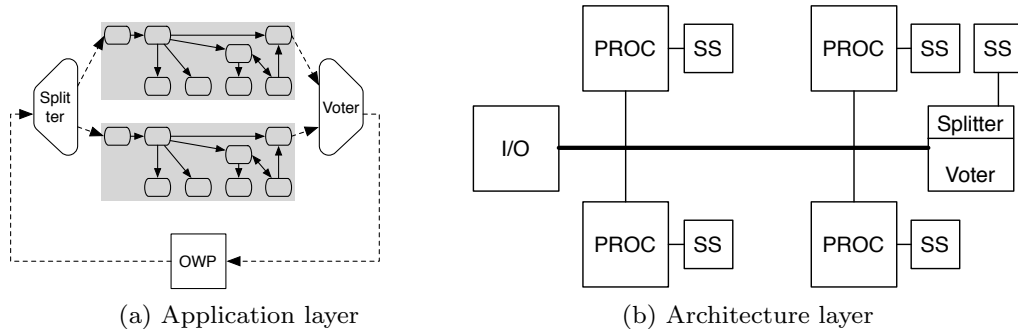 Split
ter
Voter
OWP
(a) Application layer
PROC
SS
PROC
SS
SS
I/O
Splitter
Voter
PROC
SS
PROC
SS
(b) Architecture layer